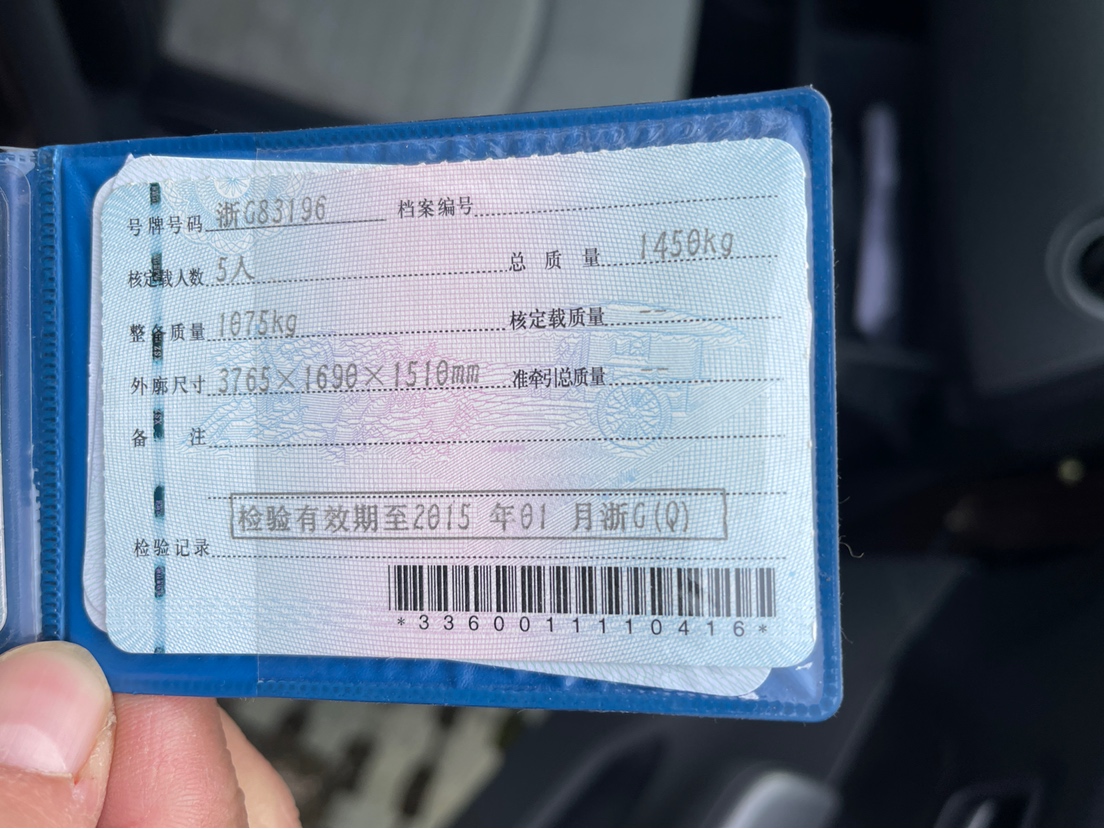 号牌号码 浙G83196 档案编号
核定载人数 5人 总质量 1450kg
整备质量 1075kg 核定载质量 --
外廓尺寸 3765×1690×1510mm 准牵引总质量 --
备注
检验有效期至2015 年01 月浙G(Q)
检验记录
*3360011110416*